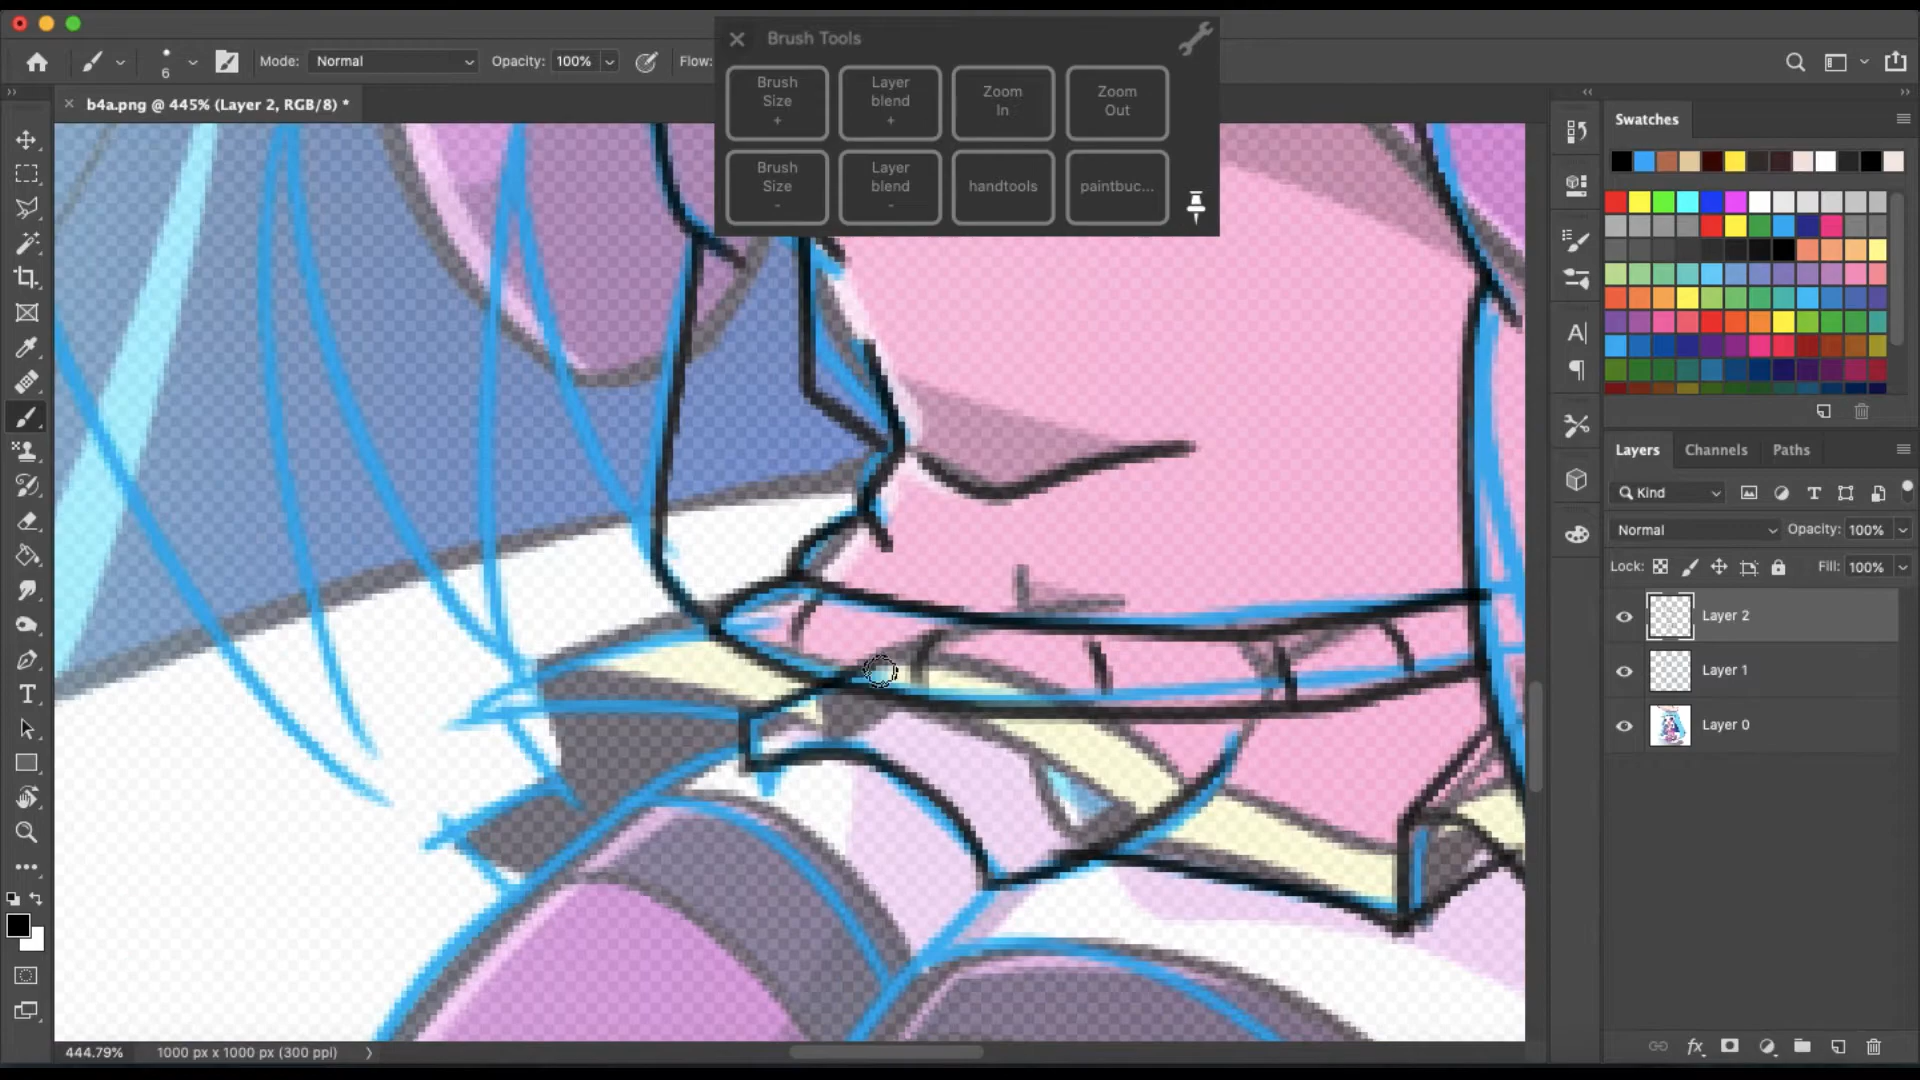 Brush Tools
6
Mode:
Normal
Opacity:
100%
Flow:
Brush
Size
+
Layer
blend
+
Zoom
In
Zoom
Out
Brush
Size
-
Layer
blend
-
handtools
paintbuc...
b4a.png @ 445% (Layer 2, RGB/8) *
Swatches
Layers
Channels
Paths
Kind
Normal
Opacity:
100%
Lock:
Fill:
100%
Layer 2
Layer 1
Layer 0
fx
444.79%
1000 px x 1000 px (300 ppi)